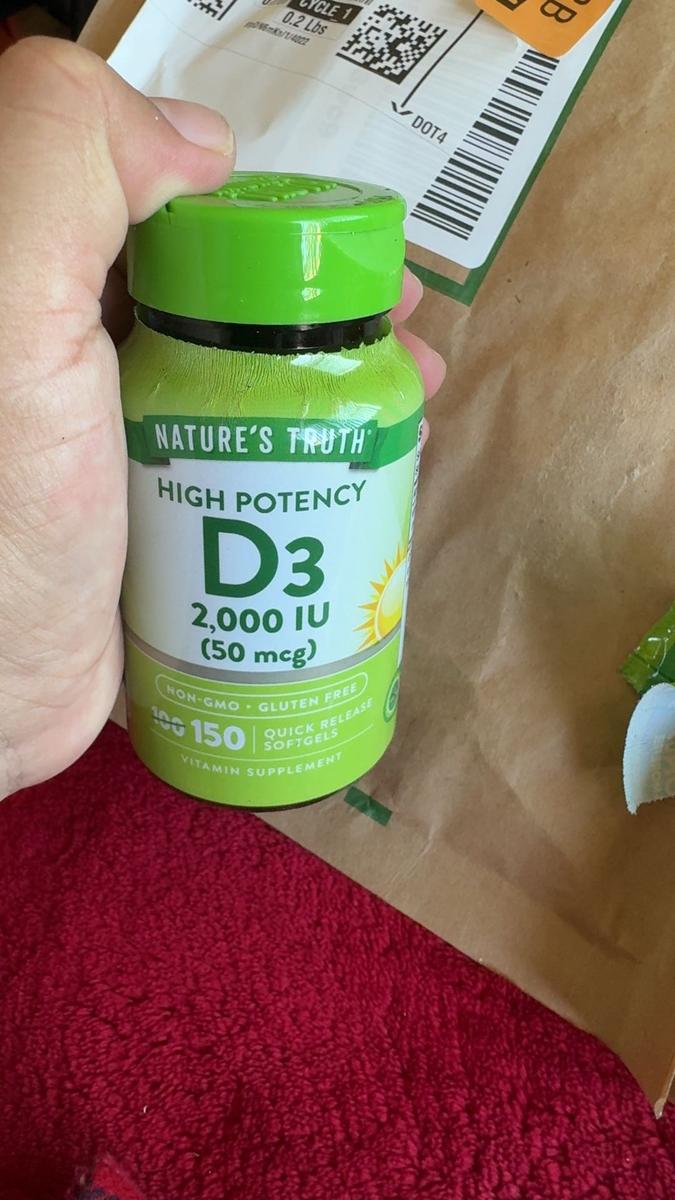 CYCLE 1
0.2 Lbs
DOT4
NATURE'S TRUTH®
HIGH POTENCY
D3
2,000 IU
(50 mcg)
NON-GMO • GLUTEN FREE
100 150
QUICK RELEASE
SOFTGELS
VITAMIN SUPPLEMENT